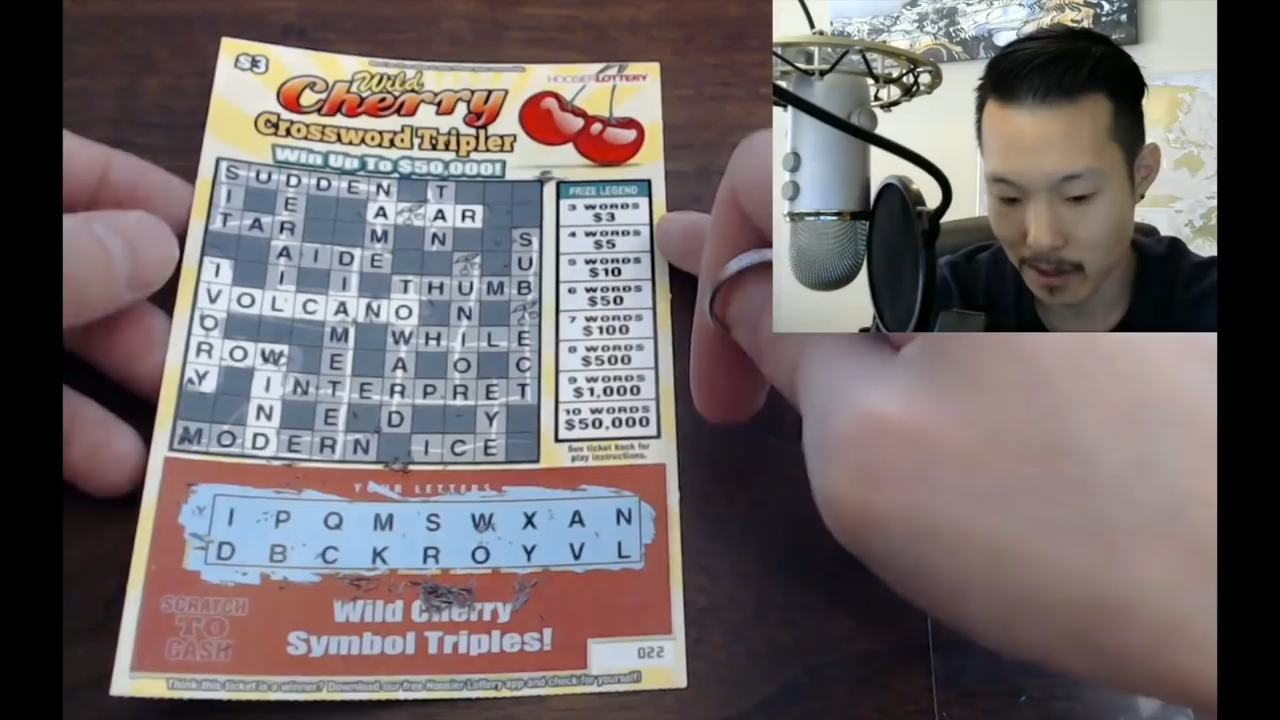 $3
HOOSIER LOTTERY
Wild
Cherry
Crossword Tripler
Win Up To $50,000!
SUDDEN
TAR
AR
AIDE
THUMB
VOLCANO
WHILE
ROW
INTERPRET
MODERN ICE
PRIZE LEGEND
3 WORDS
$3
4 WORDS
$5
5 WORDS
$10
6 WORDS
$50
7 WORDS
$100
8 WORDS
$500
9 WORDS
$1,000
10 WORDS
$50,000
See ticket back for
play instructions.
YOUR LETTERS
I P Q M S W X A N
D B C K R O Y V L
SCRATCH
TO
CASH
Wild Cherry
Symbol Triples!
022
Think this ticket is a winner? Download our free Hoosier Lottery app and check for yourself!